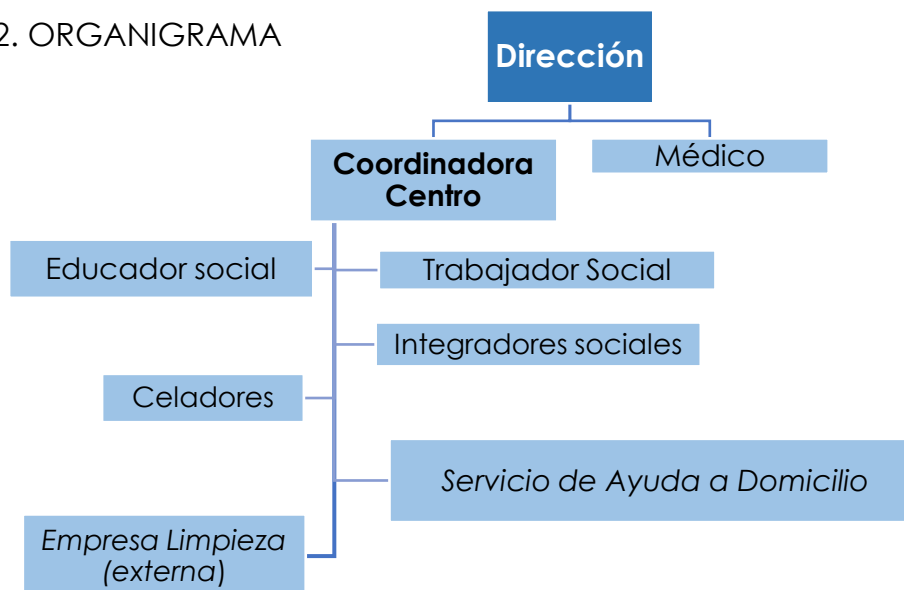 2. ORGANIGRAMA
Dirección
Coordinadora
Centro
Médico
Educador social
Trabajador Social
Integradores sociales
Celadores
Servicio de Ayuda a Domicilio
Empresa Limpieza
(externa)